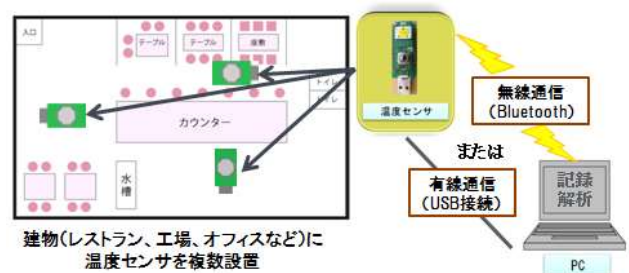 入口
テーブル
テーブル
座敷
トイレ
トイレ
カウンター
水
槽
建物(レストラン、工場、オフィスなど)に
温度センサを複数設置
温度センサ
無線通信
(Bluetooth)
または
有線通信
(USB接続)
記録
解析
PC